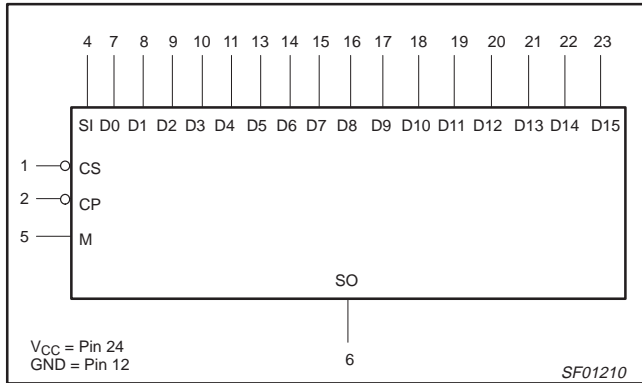 4 7 8 9 10 11 13 14 15 16 17 18 19 20 21 22 23
SI D0 D1 D2 D3 D4 D5 D6 D7 D8 D9 D10 D11 D12 D13 D14 D15
1 CS
2 CP
5 M
SO
6
VCC = Pin 24
GND = Pin 12
SF01210